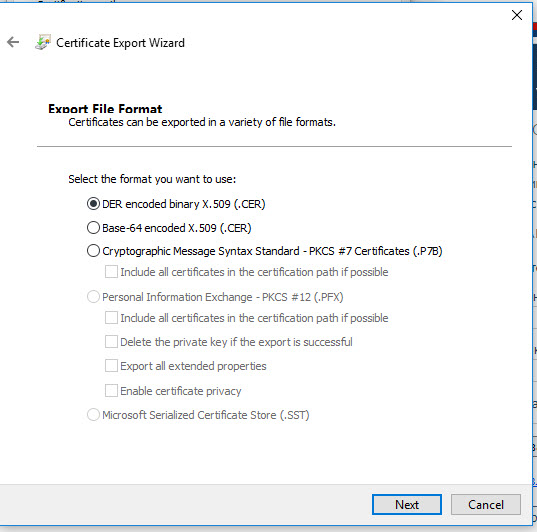 Certificate Export Wizard
Export File Format
Certificates can be exported in a variety of file formats.
Select the format you want to use:
DER encoded binary X.509 (.CER)
Base-64 encoded X.509 (.CER)
Cryptographic Message Syntax Standard - PKCS #7 Certificates (.P7B)
Include all certificates in the certification path if possible
Personal Information Exchange - PKCS #12 (.PFX)
Include all certificates in the certification path if possible
Delete the private key if the export is successful
Export all extended properties
Enable certificate privacy
Microsoft Serialized Certificate Store (.SST)
Next
Cancel